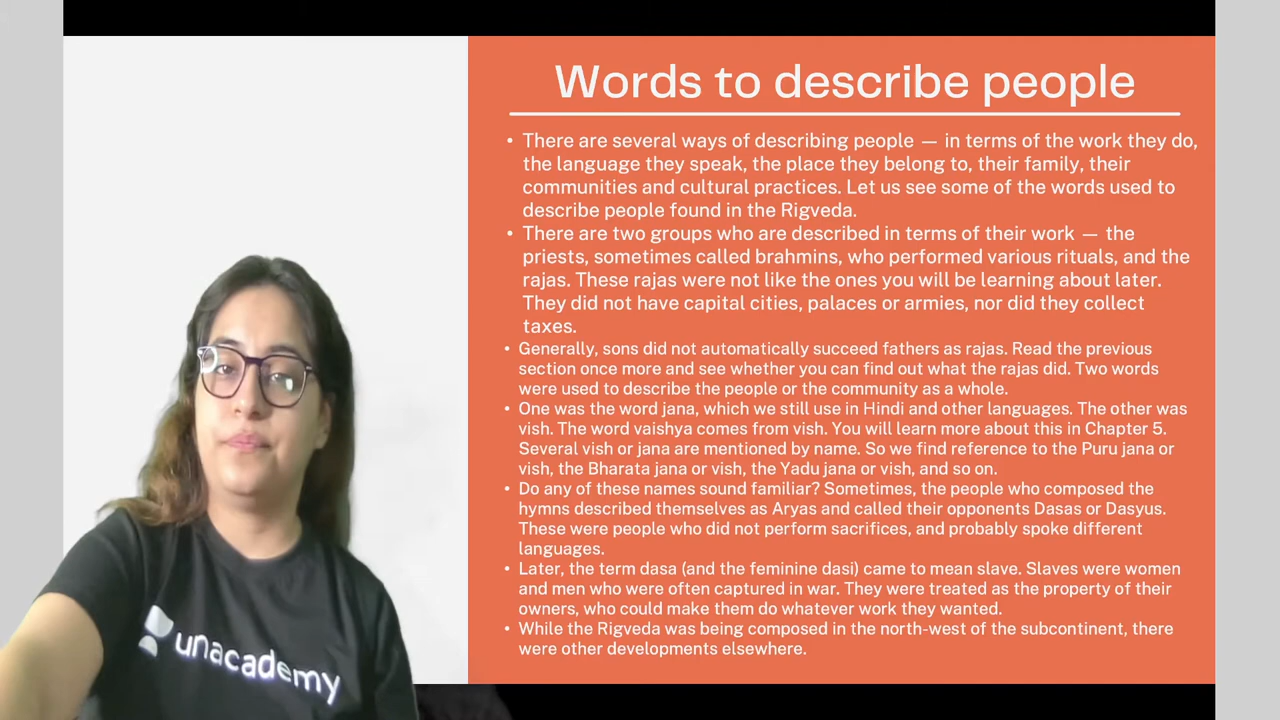 Words to describe people
• There are several ways of describing people — in terms of the work they do,
the language they speak, the place they belong to, their family, their
communities and cultural practices. Let us see some of the words used to
describe people found in the Rigveda.
• There are two groups who are described in terms of their work — the
priests, sometimes called brahmins, who performed various rituals, and the
rajas. These rajas were not like the ones you will be learning about later.
They did not have capital cities, palaces or armies, nor did they collect
taxes.
• Generally, sons did not automatically succeed fathers as rajas. Read the previous
section once more and see whether you can find out what the rajas did. Two words
were used to describe the people or the community as a whole.
• One was the word jana, which we still use in Hindi and other languages. The other was
vish. The word vaishya comes from vish. You will learn more about this in Chapter 5.
Several vish or jana are mentioned by name. So we find reference to the Puru jana or
vish, the Bharata jana or vish, the Yadu jana or vish, and so on.
• Do any of these names sound familiar? Sometimes, the people who composed the
hymns described themselves as Aryas and called their opponents Dasas or Dasyus.
These were people who did not perform sacrifices, and probably spoke different
languages.
• Later, the term dasa (and the feminine dasi) came to mean slave. Slaves were women
and men who were often captured in war. They were treated as the property of their
owners, who could make them do whatever work they wanted.
• While the Rigveda was being composed in the north-west of the subcontinent, there
were other developments elsewhere.
unacademy